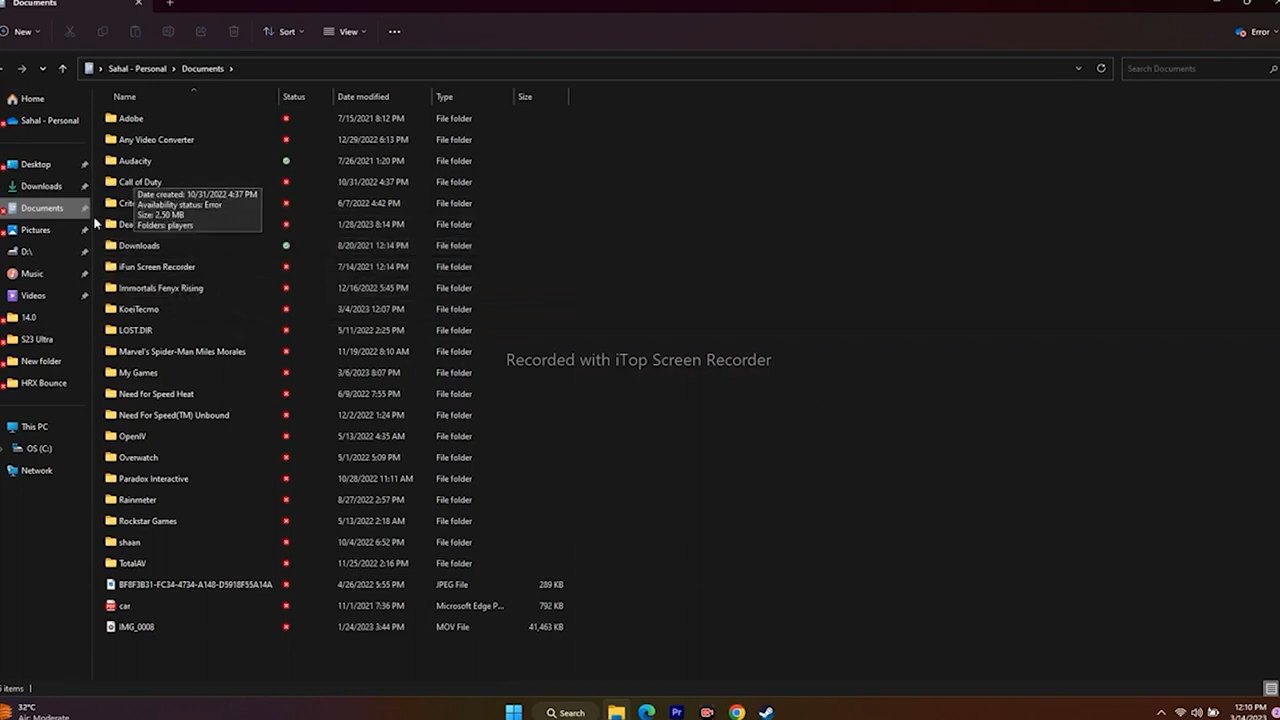 Documents
New
Sort
View
Error
Sahal - Personal
Documents
Search Documents
Name
Status
Date modified
Type
Size
Home
Sahal - Personal
Desktop
Downloads
Documents
Pictures
D:\
Music
Videos
14.0
S23 Ultra
New folder
HRX Bounce
This PC
OS (C:)
Network
Adobe 7/15/2021 8:12 PM File folder
Any Video Converter 12/29/2022 6:13 PM File folder
Audacity 7/26/2021 1:20 PM File folder
Call of Duty 10/31/2022 4:37 PM File folder
Date created: 10/31/2022 4:37 PM
Availability status: Error
Size: 2.50 MB
Folders: players
Crite 6/7/2022 4:42 PM File folder
Dea 1/28/2023 8:14 PM File folder
Downloads 8/20/2021 12:14 PM File folder
iFun Screen Recorder 7/14/2021 12:14 PM File folder
Immortals Fenyx Rising 12/16/2022 5:45 PM File folder
KoeiTecmo 3/4/2023 12:07 PM File folder
LOST.DIR 5/11/2022 2:25 PM File folder
Marvel's Spider-Man Miles Morales 11/19/2022 8:10 AM File folder
Recorded with iTop Screen Recorder
My Games 3/6/2023 8:07 PM File folder
Need for Speed Heat 6/9/2022 7:55 PM File folder
Need For Speed(TM) Unbound 12/2/2022 1:24 PM File folder
OpenIV 5/13/2022 4:35 AM File folder
Overwatch 5/1/2022 5:09 PM File folder
Paradox Interactive 10/28/2022 11:11 AM File folder
Rainmeter 8/27/2022 2:57 PM File folder
Rockstar Games 5/13/2022 2:18 AM File folder
shaan 10/4/2022 6:52 PM File folder
TotalAV 11/25/2022 2:16 PM File folder
BF8F3B31-FC34-4734-A148-D5918F55A14A 4/26/2022 5:55 PM JPEG File 289 KB
car 11/1/2021 7:36 PM Microsoft Edge P... 792 KB
IMG_0008 1/24/2023 3:44 PM MOV File 41,463 KB
items
32°C
Air: Moderate
Search
12:10 PM